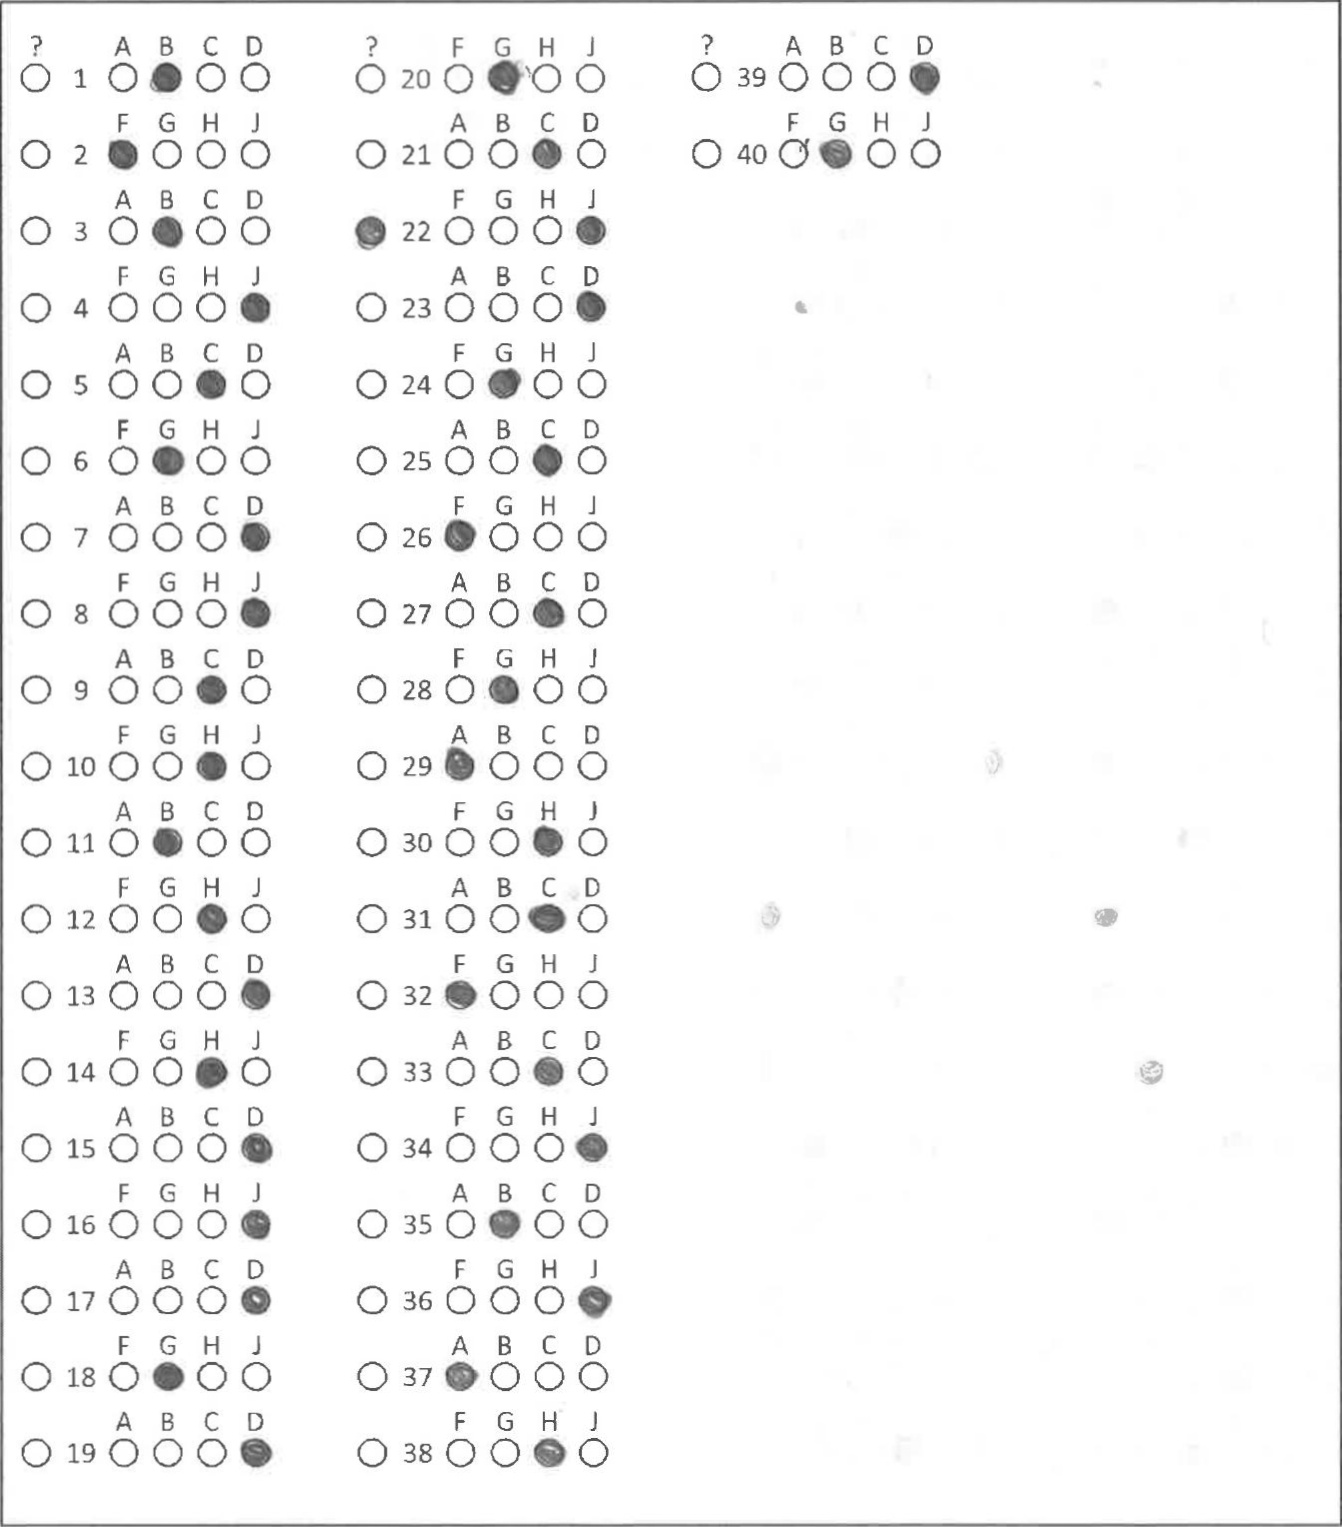 ? A B C D
1
F G H J
2
A B C D
3
F G H J
4
A B C D
5
F G H J
6
A B C D
7
F G H J
8
A B C D
9
F G H J
10
A B C D
11
F G H J
12
A B C D
13
F G H J
14
A B C D
15
F G H J
16
A B C D
17
F G H J
18
A B C D
19
? F G H J
20
A B C D
21
F G H J
22
A B C D
23
F G H J
24
A B C D
25
F G H J
26
A B C D
27
F G H J
28
A B C D
29
F G H J
30
A B C D
31
F G H J
32
A B C D
33
F G H J
34
A B C D
35
F G H J
36
A B C D
37
F G H J
38
? A B C D
39
F G H J
40